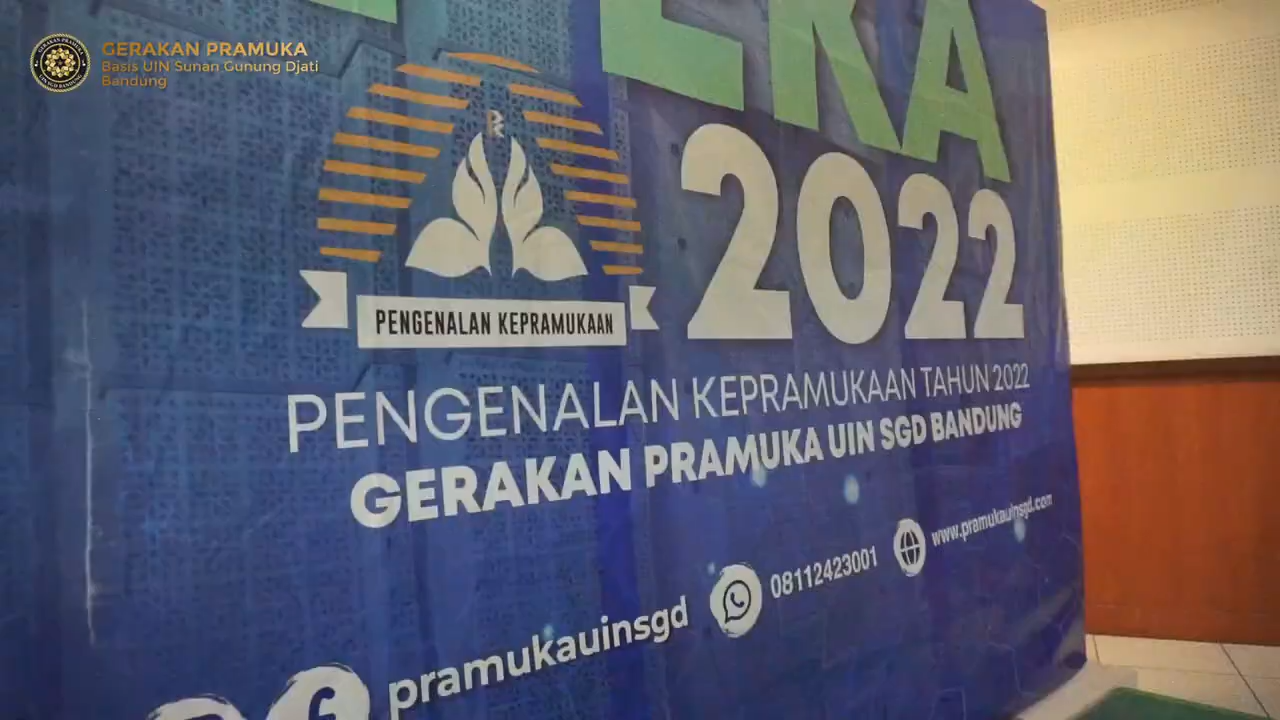 GERAKAN PRAMUKA
Basis UIN Sunan Gunung Djati
Bandung
2022
PENGENALAN KEPRAMUKAAN
PENGENALAN KEPRAMUKAAN TAHUN 2022
GERAKAN PRAMUKA UIN SGD BANDUNG
pramukauinsgd
08112423001
www.pramukauinsgd.com